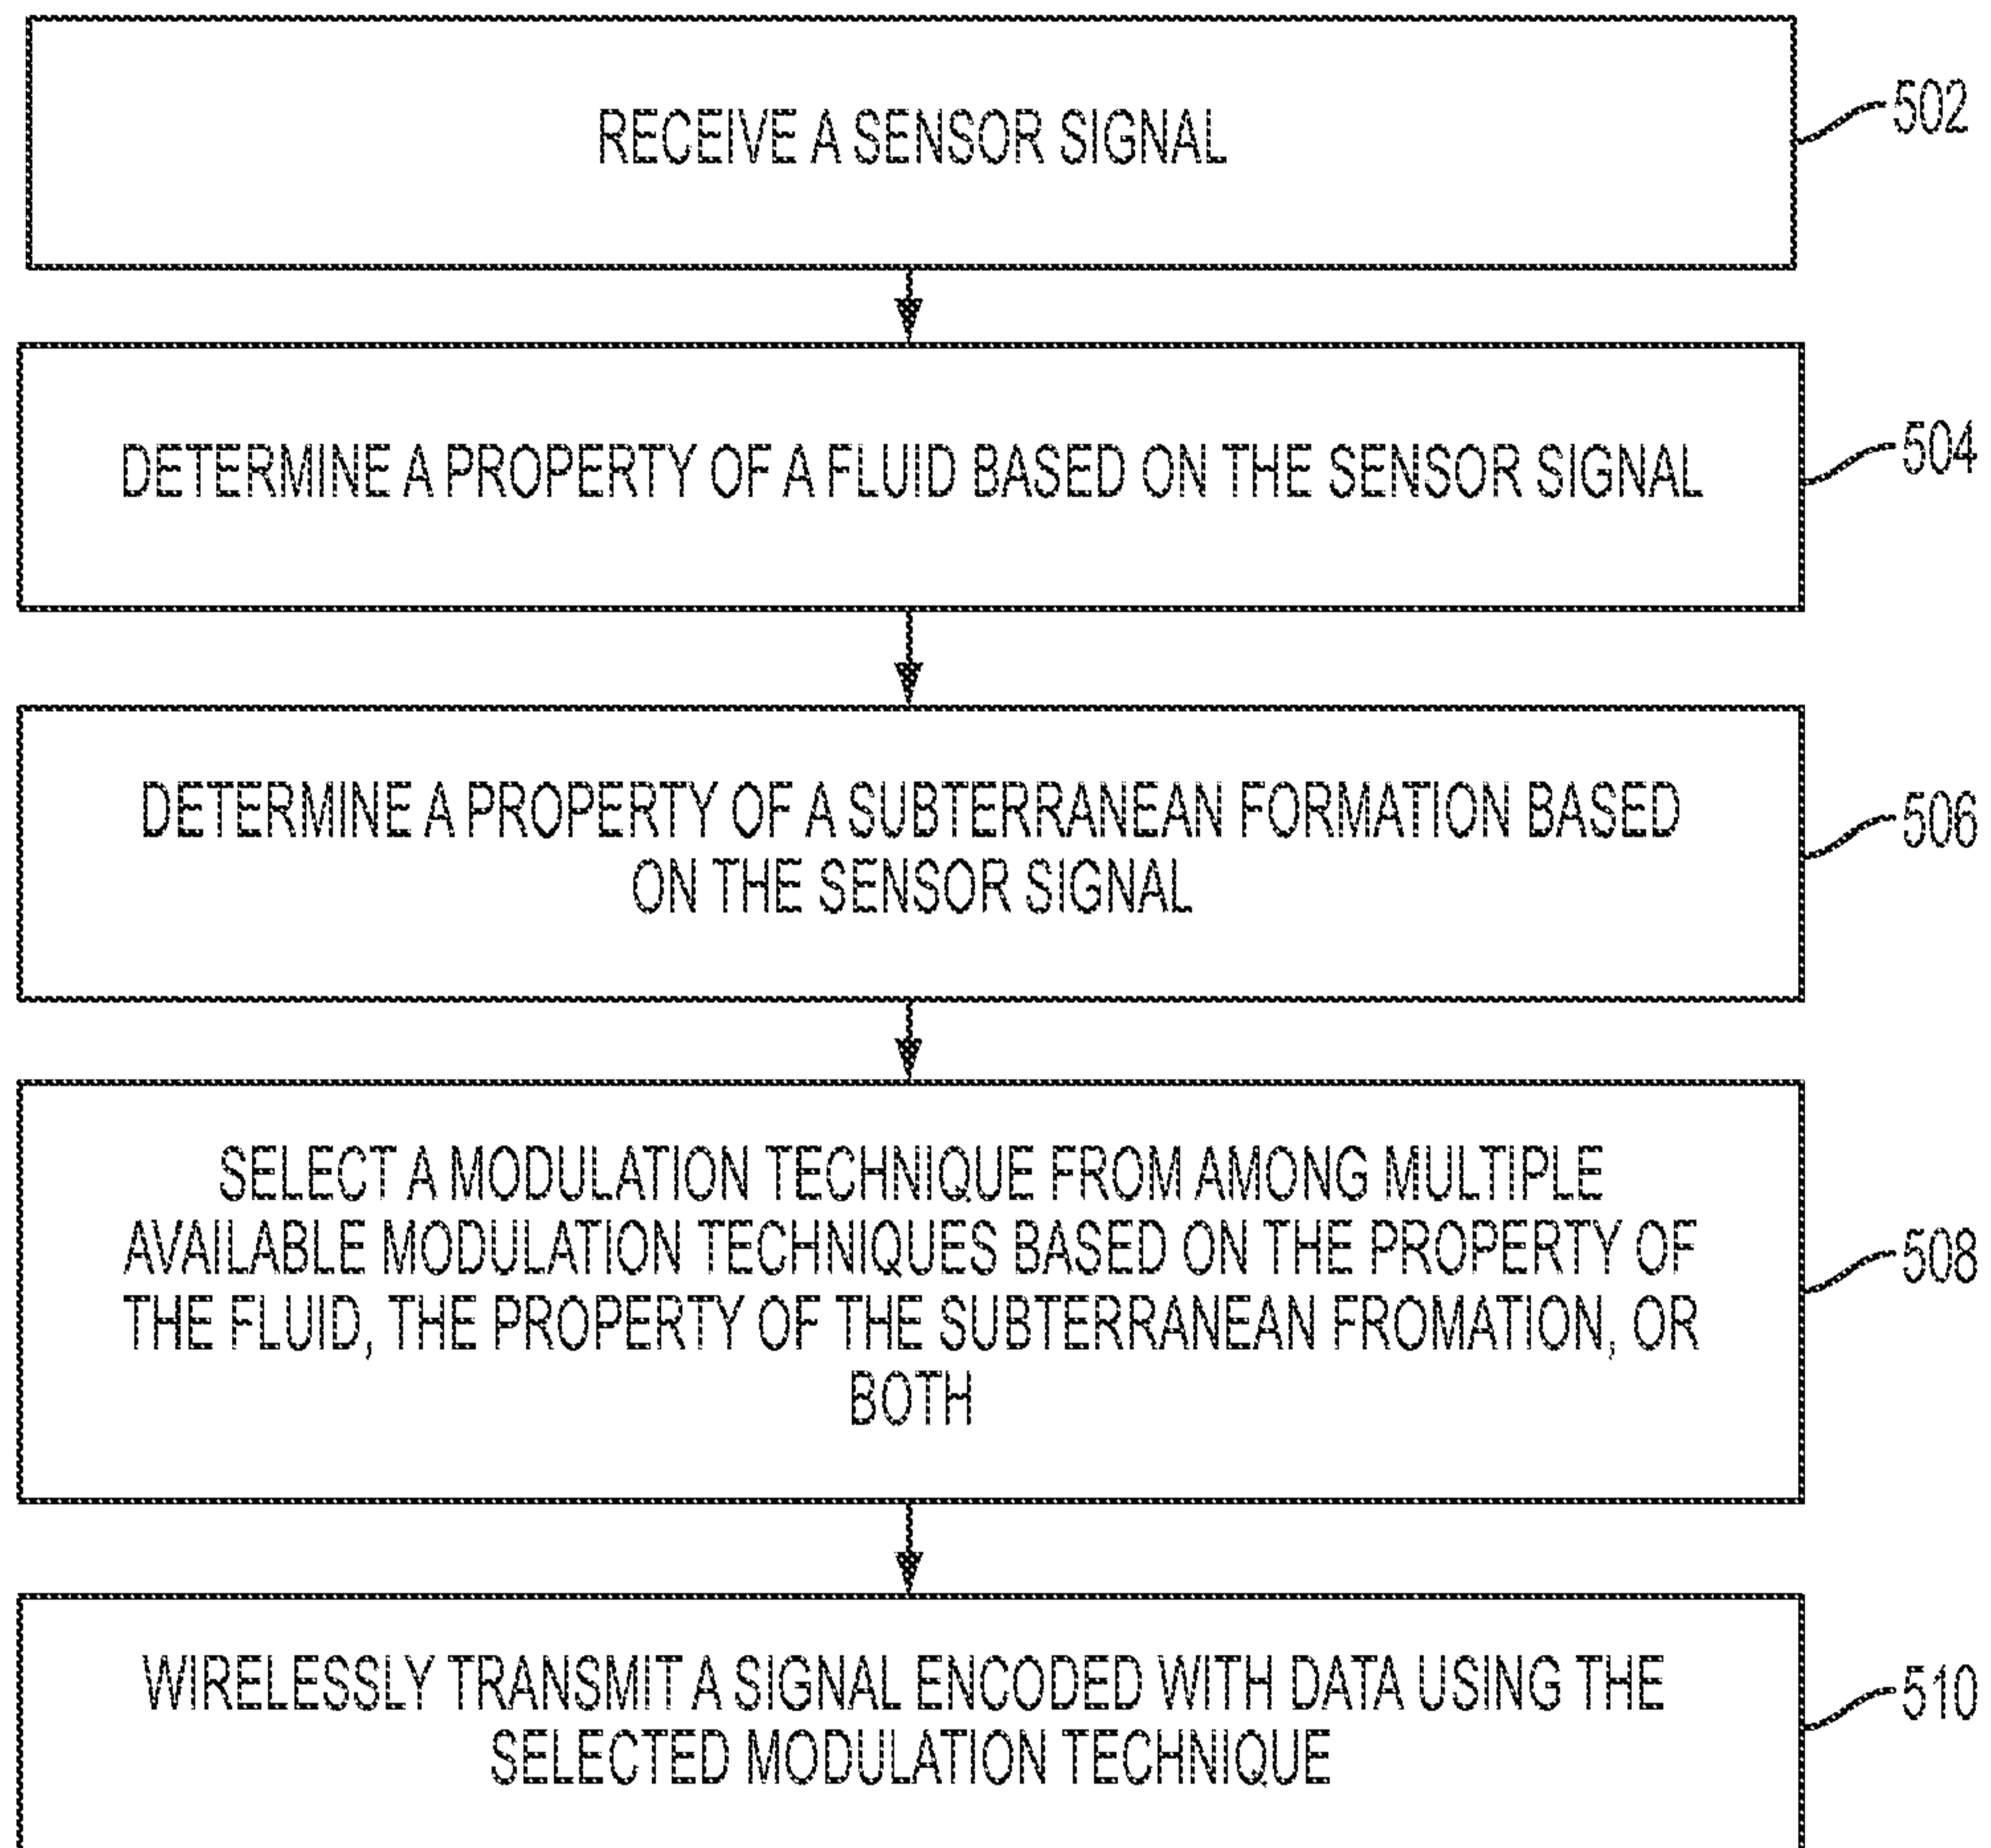 RECEIVE A SENSOR SIGNAL
502
DETERMINE A PROPERTY OF A FLUID BASED ON THE SENSOR SIGNAL
504
DETERMINE A PROPERTY OF A SUBTERRANEAN FORMATION BASED
ON THE SENSOR SIGNAL
506
SELECT A MODULATION TECHNIQUE FROM AMONG MULTIPLE
AVAILABLE MODULATION TECHNIQUES BASED ON THE PROPERTY OF
THE FLUID, THE PROPERTY OF THE SUBTERRANEAN FROMATION, OR
BOTH
508
WIRELESSLY TRANSMIT A SIGNAL ENCODED WITH DATA USING THE
SELECTED MODULATION TECHNIQUE
510